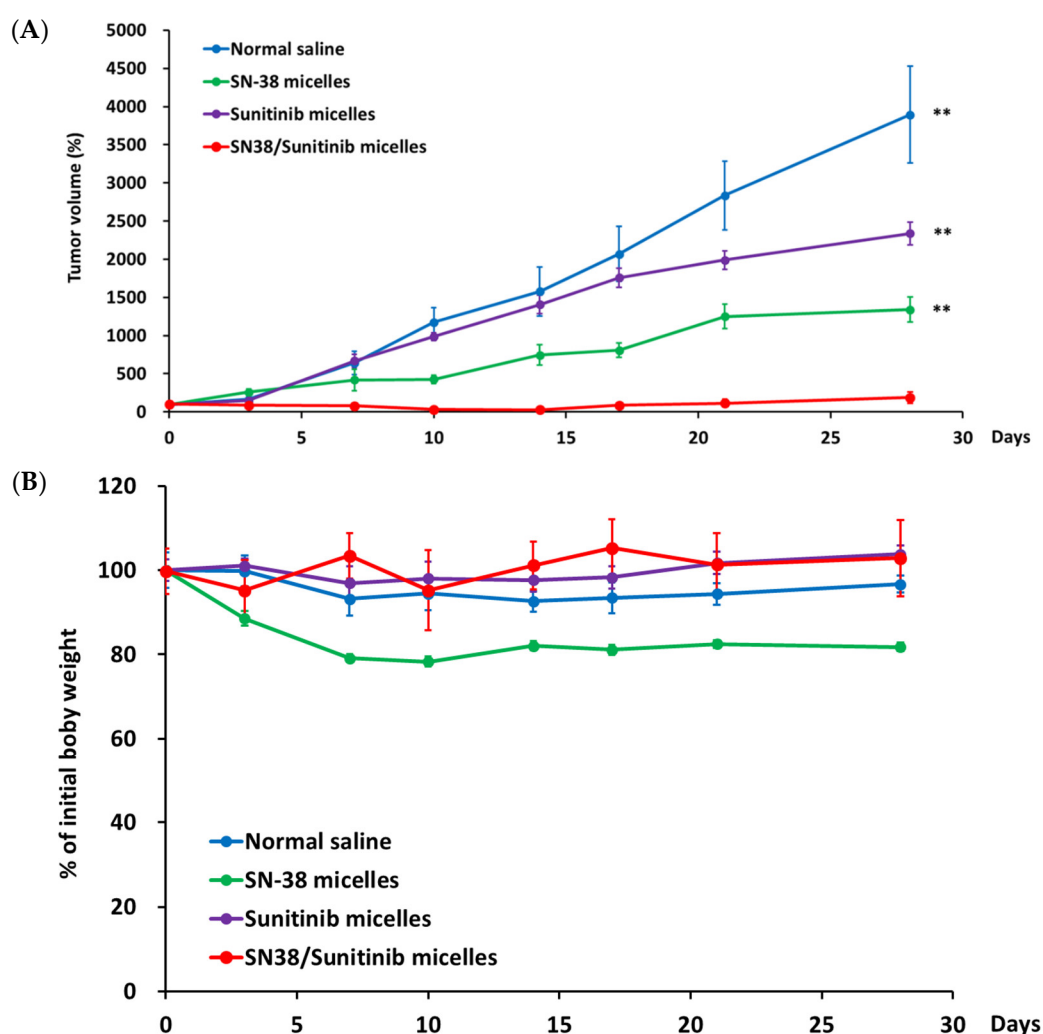 (A)
Tumor volume (%)
5000
4500
4000
3500
3000
2500
2000
1500
1000
500
0
Normal saline
SN-38 micelles
Sunitinib micelles
SN38/Sunitinib micelles
**
**
**
0 5 10 15 20 25 30 Days
(B)
% of initial boby weight
120
100
80
60
40
20
0
Normal saline
SN-38 micelles
Sunitinib micelles
SN38/Sunitinib micelles
0 5 10 15 20 25 30 Days